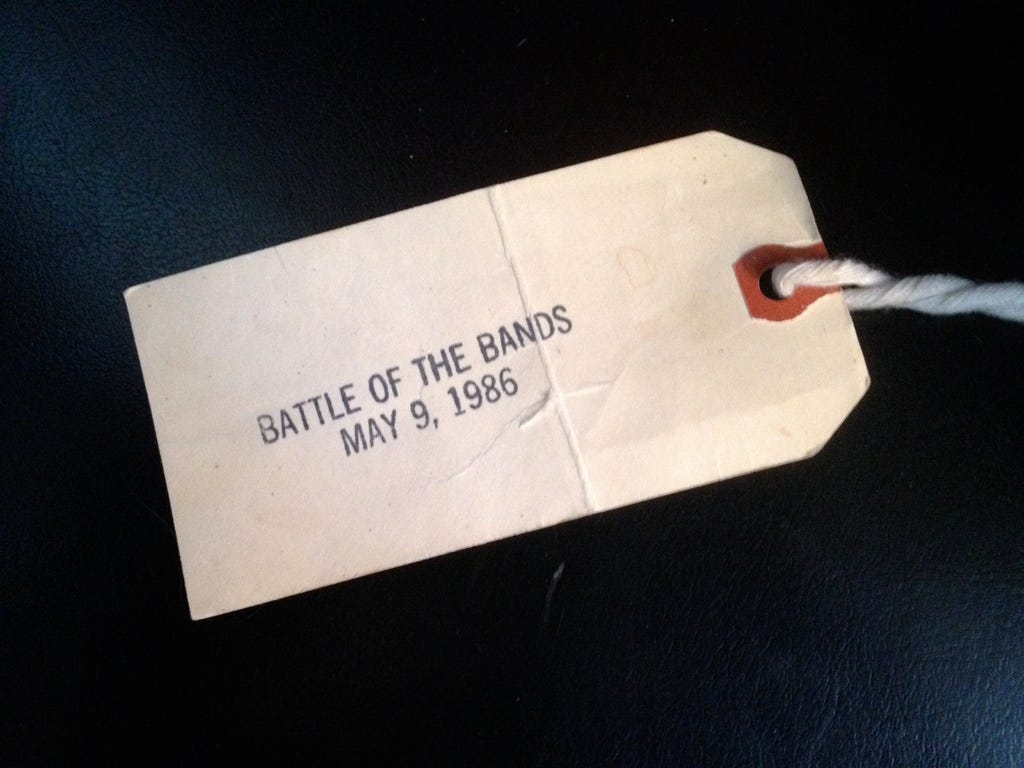 BATTLE OF THE BANDS
MAY 9, 1986